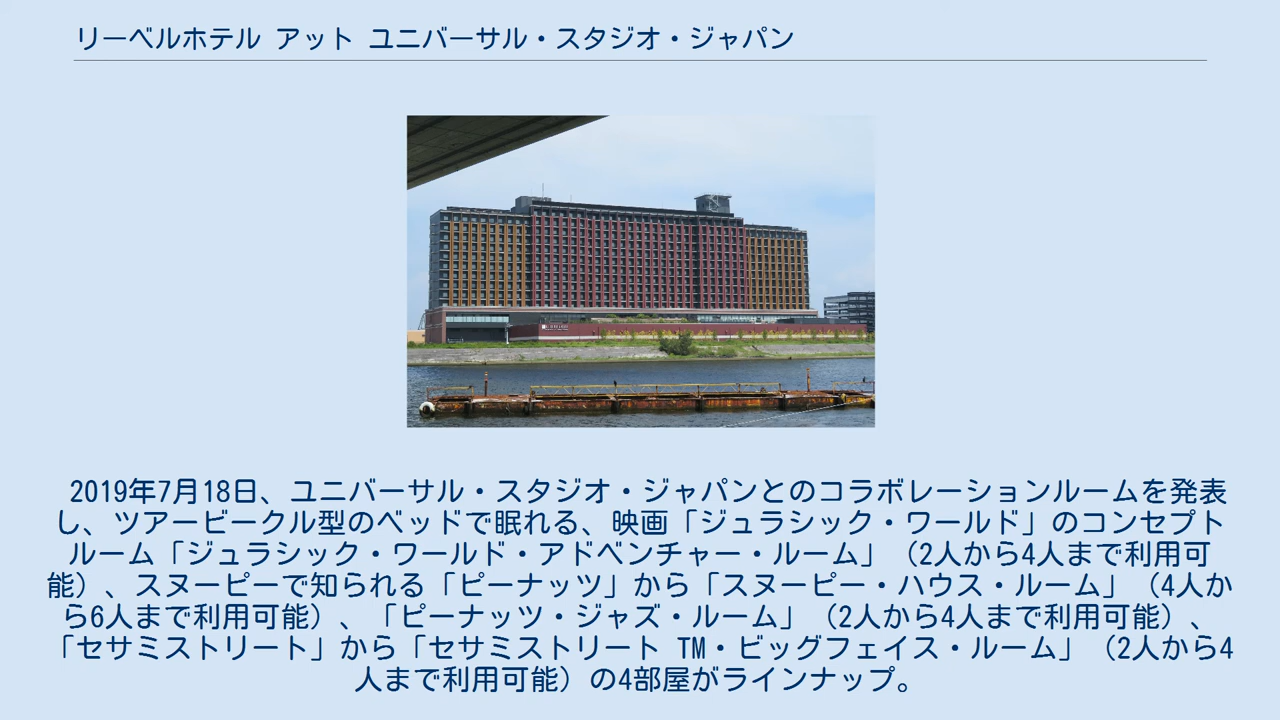 リーベルホテル アット ユニバーサル・スタジオ・ジャパン
2019年7月18日、ユニバーサル・スタジオ・ジャパンとのコラボレーションルームを発表
し、ツアービークル型のベッドで眠れる、映画「ジュラシック・ワールド」のコンセプト
ルーム「ジュラシック・ワールド・アドベンチャー・ルーム」（2人から4人まで利用可
能）、スヌーピーで知られる「ピーナッツ」から「スヌーピー・ハウス・ルーム」（4人か
ら6人まで利用可能）、「ピーナッツ・ジャズ・ルーム」（2人から4人まで利用可能）、
「セサミストリート」から「セサミストリート TM・ビッグフェイス・ルーム」（2人から4
人まで利用可能）の4部屋がラインナップ。